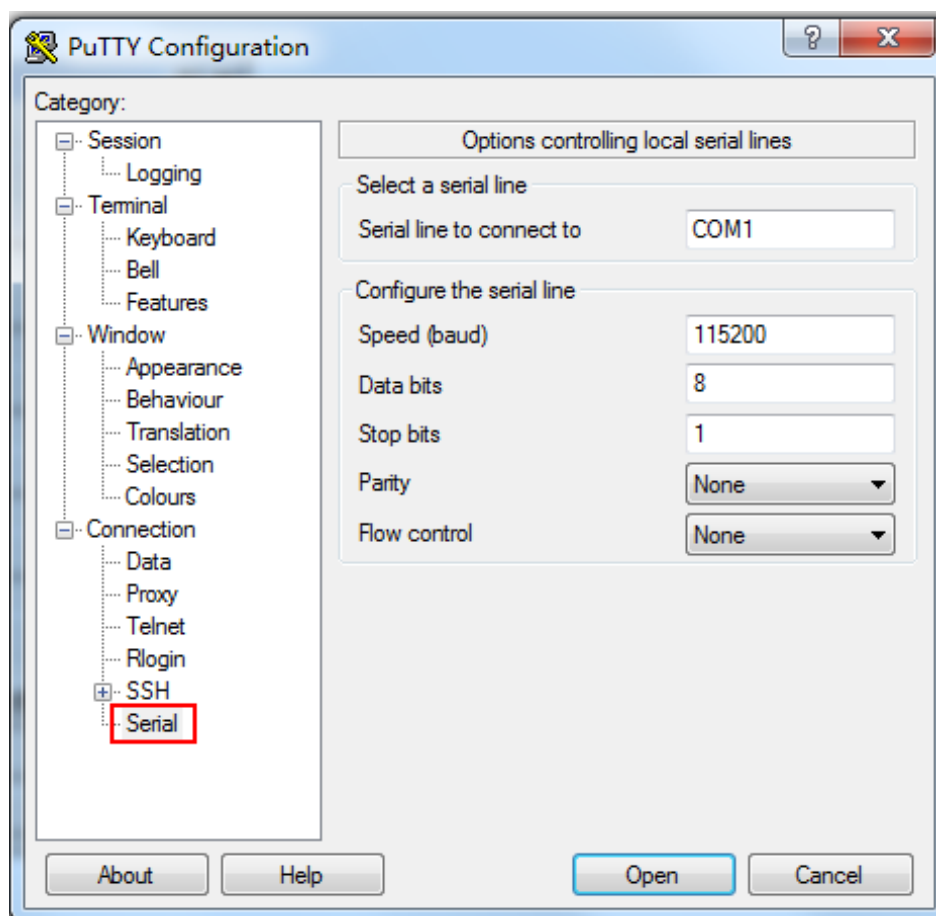 PuTTY Configuration
Category:
Session
Logging
Terminal
Keyboard
Bell
Features
Window
Appearance
Behaviour
Translation
Selection
Colours
Connection
Data
Proxy
Telnet
Rlogin
SSH
Serial
Options controlling local serial lines
Select a serial line
Serial line to connect to COM1
Configure the serial line
Speed (baud) 115200
Data bits 8
Stop bits 1
Parity None
Flow control None
About Help Open Cancel